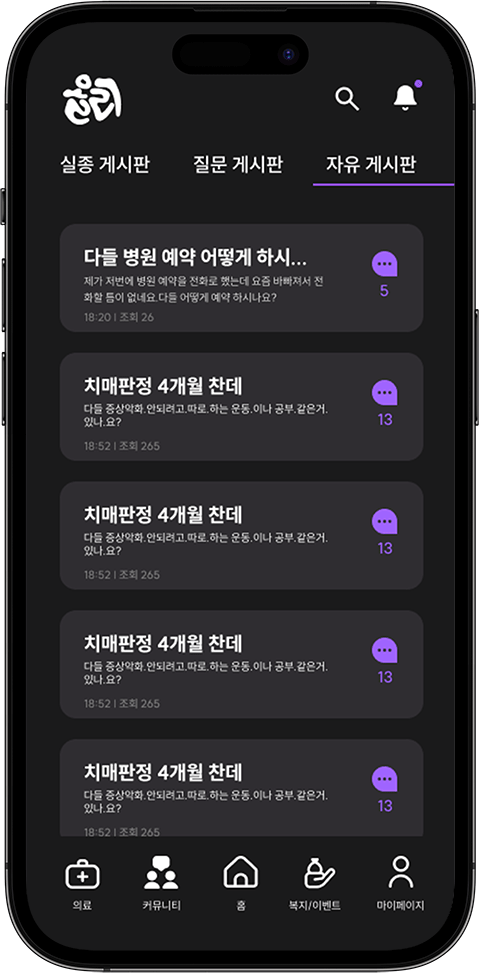 실종 게시판
질문 게시판
자유 게시판
다들 병원 예약 어떻게 하시...
제가 저번에 병원 예약을 전화로 했는데 요즘 바빠져서 전
화할 틈이 없네요.다들 어떻게 예약 하시나요?
18:20 | 조회 26
5
치매판정 4개월 찬데
다들 증상악화.안되려고.따로.하는 운동.이나 공부.같은거.
있나.요?
18:52 | 조회 265
13
치매판정 4개월 찬데
다들 증상악화.안되려고.따로.하는 운동.이나 공부.같은거.
있나.요?
18:52 | 조회 265
13
치매판정 4개월 찬데
다들 증상악화.안되려고.따로.하는 운동.이나 공부.같은거.
있나.요?
18:52 | 조회 265
13
치매판정 4개월 찬데
다들 증상악화.안되려고.따로.하는 운동.이나 공부.같은거.
있나.요?
18:52 | 조회 265
13
의료
커뮤니티
홈
복지/이벤트
마이페이지